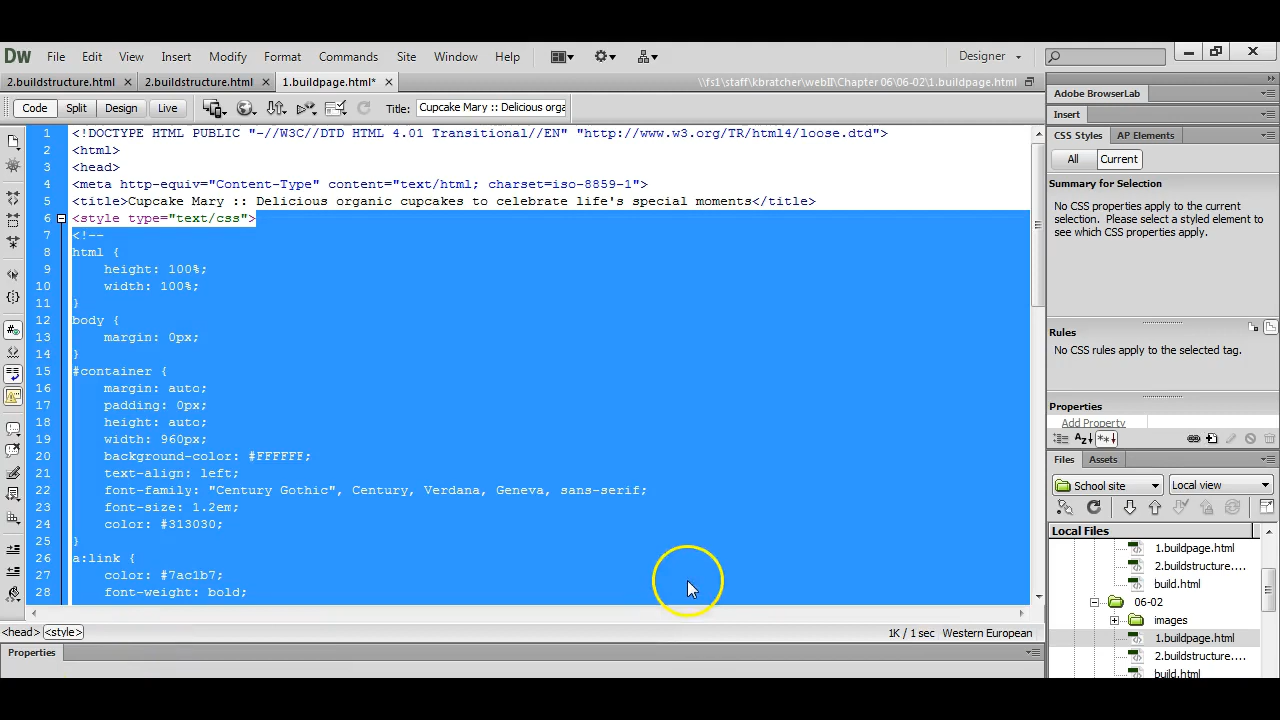 Dw File Edit View Insert Modify Format Commands Site Window Help Designer
2.buildstructure.html 2.buildstructure.html 1.buildpage.html* \\fs1\staff\kbratcher\webII\Chapter 06\06-02\1.buildpage.html
Code Split Design Live Title: Cupcake Mary :: Delicious orga
1 <!DOCTYPE HTML PUBLIC "-//W3C//DTD HTML 4.01 Transitional//EN" "http://www.w3.org/TR/html4/loose.dtd">
2 <html>
3 <head>
4 <meta http-equiv="Content-Type" content="text/html; charset=iso-8859-1">
5 <title>Cupcake Mary :: Delicious organic cupcakes to celebrate life's special moments</title>
6 <style type="text/css">
7 <!--
8 html {
9 height: 100%;
10 width: 100%;
11 }
12 body {
13 margin: 0px;
14 }
15 #container {
16 margin: auto;
17 padding: 0px;
18 height: auto;
19 width: 960px;
20 background-color: #FFFFFF;
21 text-align: left;
22 font-family: "Century Gothic", Century, Verdana, Geneva, sans-serif;
23 font-size: 1.2em;
24 color: #313030;
25 }
26 a:link {
27 color: #7ac1b7;
28 font-weight: bold;
<head> <style> 1K / 1 sec Western European
Properties
Adobe BrowserLab
Insert
CSS Styles AP Elements
All Current
Summary for Selection
No CSS properties apply to the current
selection. Please select a styled element to
see which CSS properties apply.
Rules
No CSS rules apply to the selected tag.
Properties
Add Property
Files Assets
School site Local view
Local Files
1.buildpage.html
2.buildstructure....
build.html
06-02
images
1.buildpage.html
2.buildstructure....
build.html